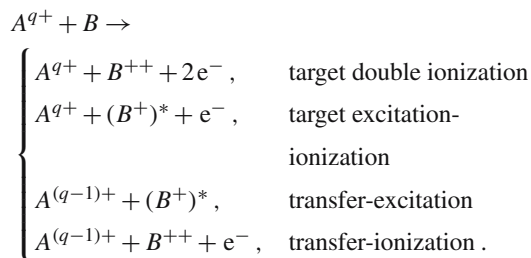 A^{q+} + B →
A^{q+} + B^{++} + 2e^{−} , target double ionization
A^{q+} + (B^{+})^{*} + e^{−} , target excitation-
ionization
A^{(q−1)+} + (B^{+})^{*} , transfer-excitation
A^{(q−1)+} + B^{++} + e^{−} , transfer-ionization .